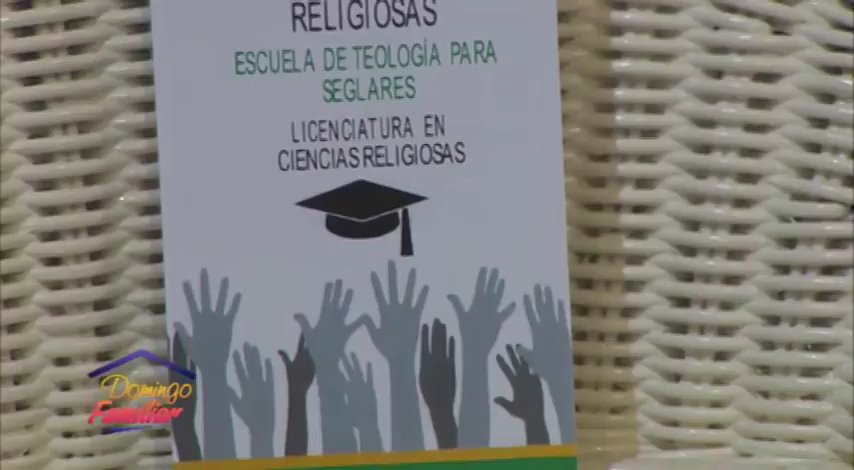 RELIGIOSAS
ESCUELA DE TEOLOGÍA PARA
SEGLARES
LICENCIATURA EN
CIENCIAS RELIGIOSAS
Domingo
Familiar